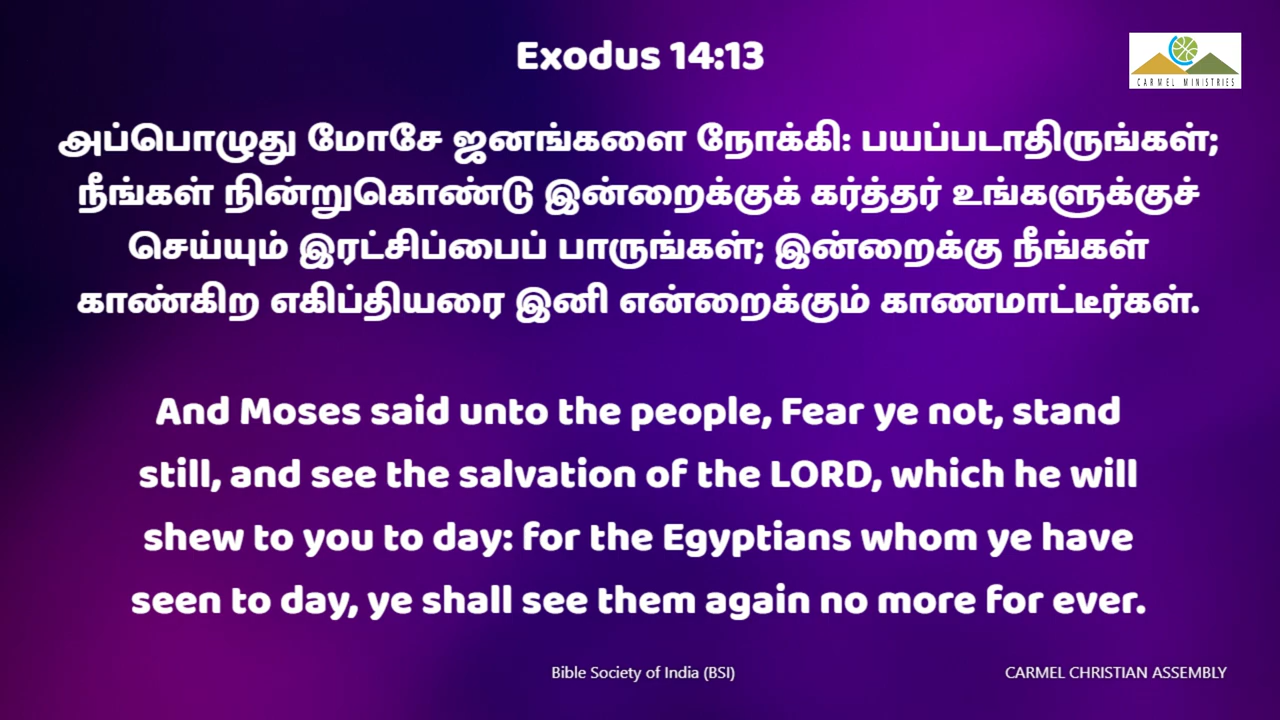 Exodus 14:13
CARMEL MINISTRIES
அப்பொழுது மோசே ஜனங்களை நோக்கி: பயப்படாதிருங்கள்;
நீங்கள் நின்றுகொண்டு இன்றைக்குக் கர்த்தர் உங்களுக்குச்
செய்யும் இரட்சிப்பைப் பாருங்கள்; இன்றைக்கு நீங்கள்
காண்கிற எகிப்தியரை இனி என்றைக்கும் காணமாட்டீர்கள்.
And Moses said unto the people, Fear ye not, stand
still, and see the salvation of the LORD, which he will
shew to you to day: for the Egyptians whom ye have
seen to day, ye shall see them again no more for ever.
Bible Society of India (BSI)
CARMEL CHRISTIAN ASSEMBLY